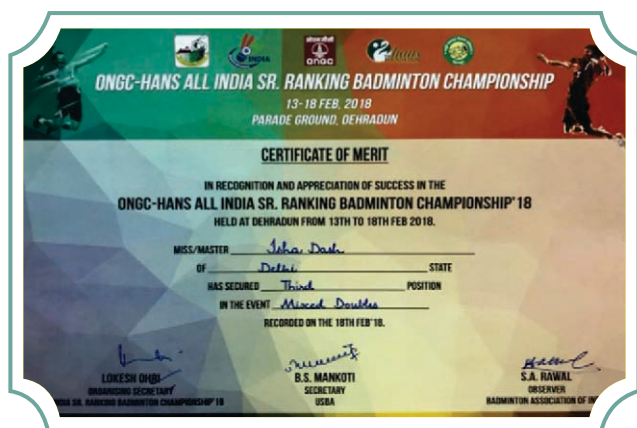 INDIA
ongc
ONGC-HANS ALL INDIA SR. RANKING BADMINTON CHAMPIONSHIP
13-18 FEB, 2018
PARADE GROUND, DEHRADUN
CERTIFICATE OF MERIT
IN RECOGNITION AND APPRECIATION OF SUCCESS IN THE
ONGC-HANS ALL INDIA SR. RANKING BADMINTON CHAMPIONSHIP'18
HELD AT DEHRADUN FROM 13TH TO 18TH FEB 2018.
MISS/MASTER Isha Dash
OF Delhi STATE
HAS SECURED Third POSITION
IN THE EVENT Mixed Doubles
RECORDED ON THE 18TH FEB'18.
LOKESH OHRI B.S. MANKOTI S.A. RAWAL
ORGANISING SECRETARY SECRETARY OBSERVER
SR. RANKING BADMINTON CHAMPIONSHIP'18 USBA BADMINTON ASSOCIATION OF